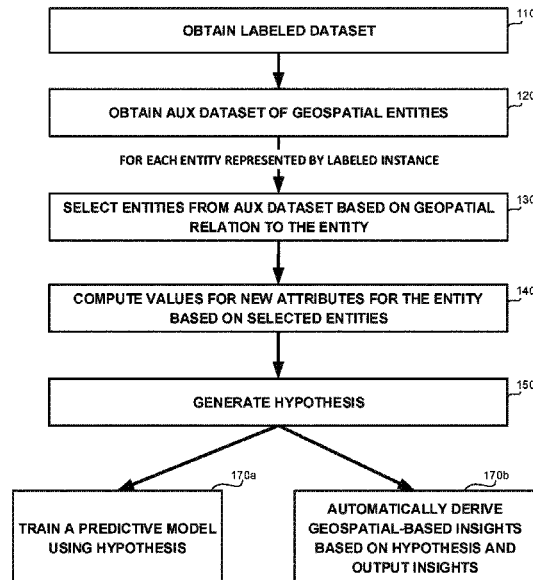 110
OBTAIN LABELED DATASET
120
OBTAIN AUX DATASET OF GEOSPATIAL ENTITIES
FOR EACH ENTITY REPRESENTED BY LABELED INSTANCE
130
SELECT ENTITIES FROM AUX DATASET BASED ON GEOPATIAL
RELATION TO THE ENTITY
140
COMPUTE VALUES FOR NEW ATTRIBUTES FOR THE ENTITY
BASED ON SELECTED ENTITIES
150
GENERATE HYPOTHESIS
170a
TRAIN A PREDICTIVE MODEL
USING HYPOTHESIS
170b
AUTOMATICALLY DERIVE
GEOSPATIAL-BASED INSIGHTS
BASED ON HYPOTHESIS AND
OUTPUT INSIGHTS